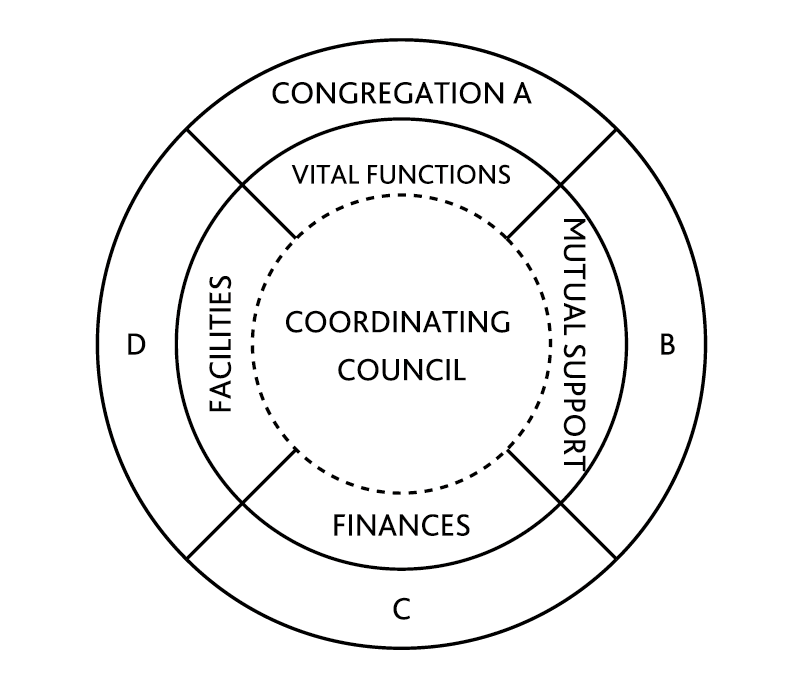 CONGREGATION A
VITAL FUNCTIONS
MUTUAL SUPPORT
FACILITIES
COORDINATING
COUNCIL
D
B
FINANCES
C